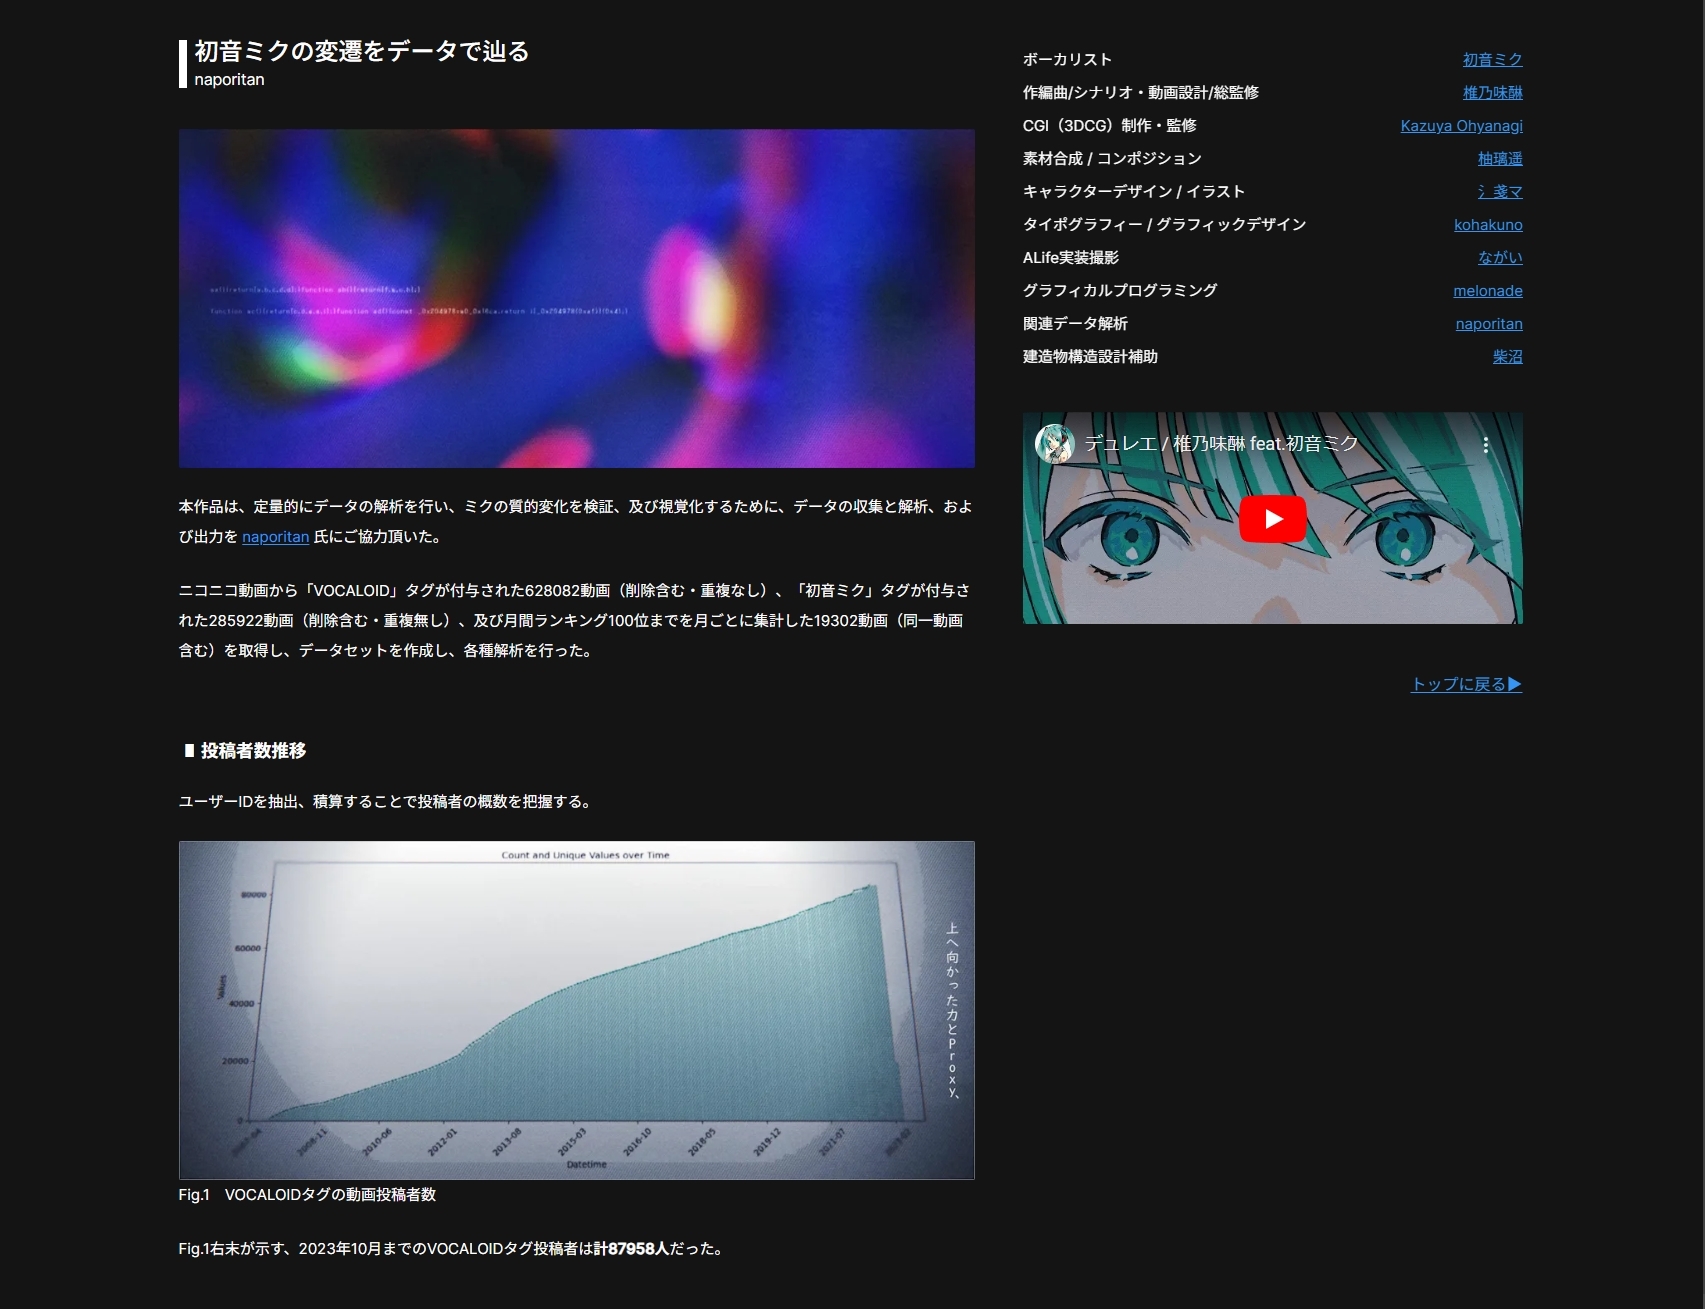 初音ミクの変遷をデータで辿る
naporitan
本作品は、定量的にデータの解析を行い、ミクの質的変化を検証、及び視覚化するために、データの収集と解析、およ
び出力を naporitan 氏にご協力頂いた。
ニコニコ動画から「VOCALOID」タグが付与された628082動画（削除含む・重複なし）、「初音ミク」タグが付与さ
れた285922動画（削除含む・重複無し）、及び月間ランキング100位までを月ごとに集計した19302動画（同一動画
含む）を取得し、データセットを作成し、各種解析を行った。
∎ 投稿者数推移
ユーザーIDを抽出、積算することで投稿者の概数を把握する。
Count and Unique Values over Time
80000
60000
40000
20000
0
Values
2008-11
2010-06
2012-01
2013-08
2015-03
2016-10
2018-05
2019-12
2021-07
Datetime
上へ向かった力とProxy、
Fig.1　VOCALOIDタグの動画投稿者数
Fig.1右末が示す、2023年10月までのVOCALOIDタグ投稿者は計87958人だった。
ボーカリスト 初音ミク
作編曲/シナリオ・動画設計/総監修 椎乃味醂
CGI（3DCG）制作・監修 Kazuya Ohyanagi
素材合成 / コンポジション 柚璃遥
キャラクターデザイン / イラスト 氵戔マ
タイポグラフィー / グラフィックデザイン kohakuno
ALife実装撮影 ながい
グラフィカルプログラミング melonade
関連データ解析 naporitan
建造物構造設計補助 柴沼
デュレエ / 椎乃味醂 feat.初音ミク
トップに戻る▶